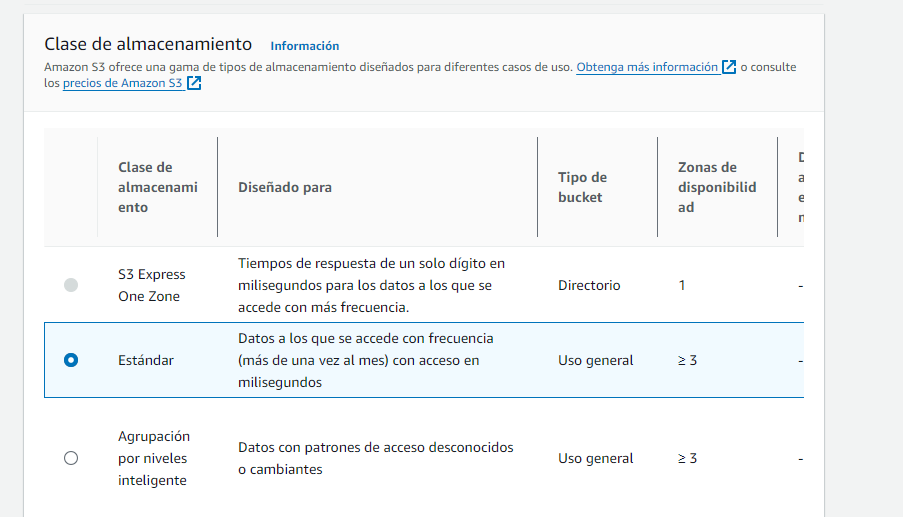 Clase de almacenamiento Información
Amazon S3 ofrece una gama de tipos de almacenamiento diseñados para diferentes casos de uso. Obtenga más información o consulte
los precios de Amazon S3
Clase de
almacenami
ento
Diseñado para
Tipo de
bucket
Zonas de
disponibilid
ad
S3 Express
One Zone
Tiempos de respuesta de un solo dígito en
milisegundos para los datos a los que se
accede con más frecuencia.
Directorio
1
-
Estándar
Datos a los que se accede con frecuencia
(más de una vez al mes) con acceso en
milisegundos
Uso general
≥ 3
-
Agrupación
por niveles
inteligente
Datos con patrones de acceso desconocidos
o cambiantes
Uso general
≥ 3
-